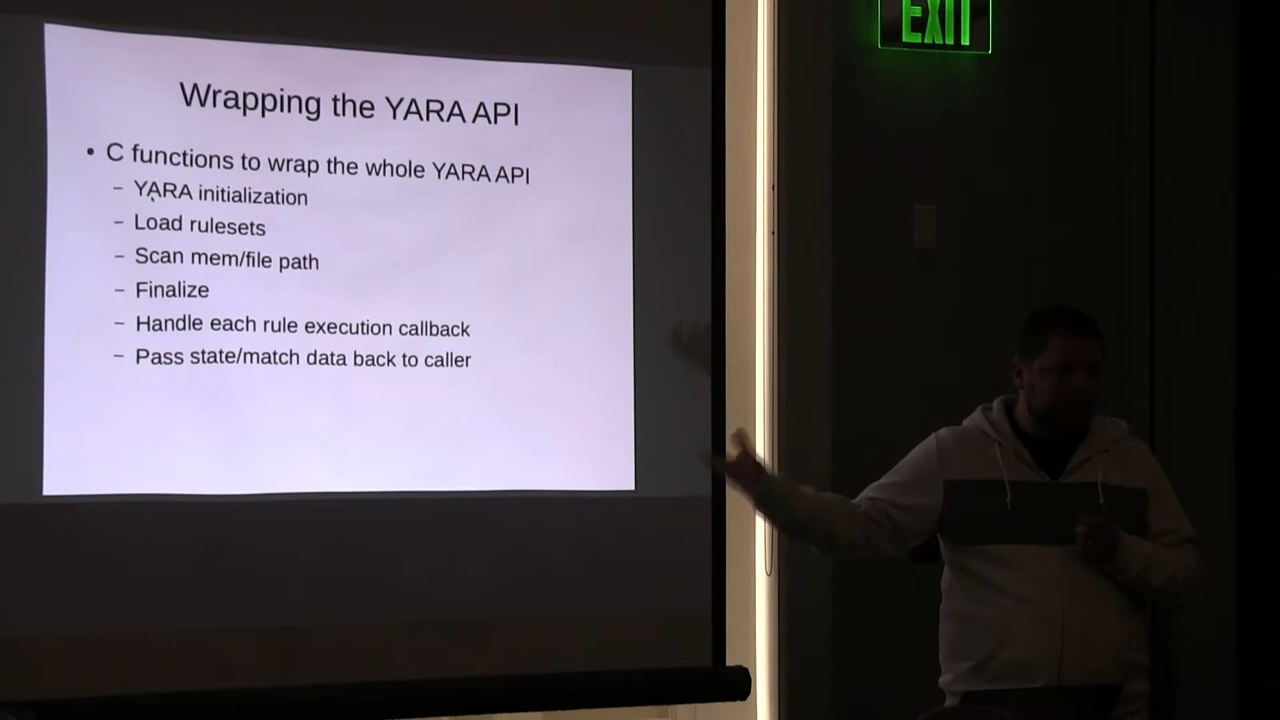 EXIT
Wrapping the YARA API
• C functions to wrap the whole YARA API
– YARA initialization
– Load rulesets
– Scan mem/file path
– Finalize
– Handle each rule execution callback
– Pass state/match data back to caller